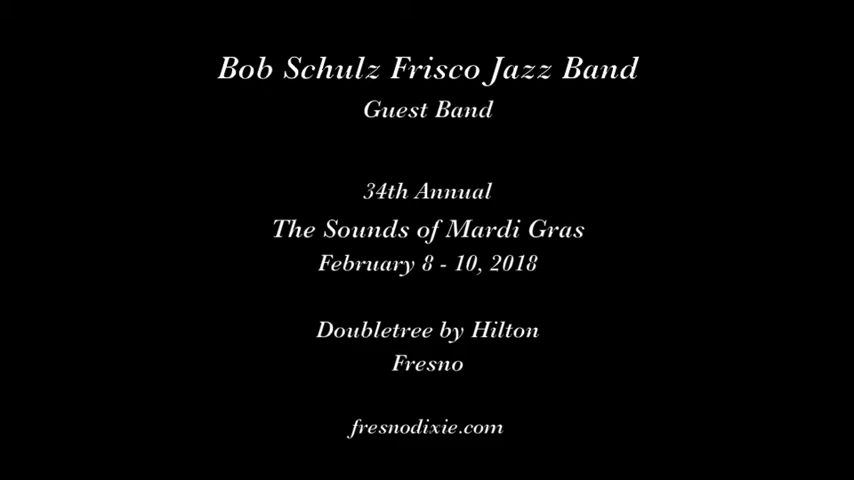 Bob Schulz Frisco Jazz Band
Guest Band
34th Annual
The Sounds of Mardi Gras
February 8 - 10, 2018
Doubletree by Hilton
Fresno
fresnodixie.com